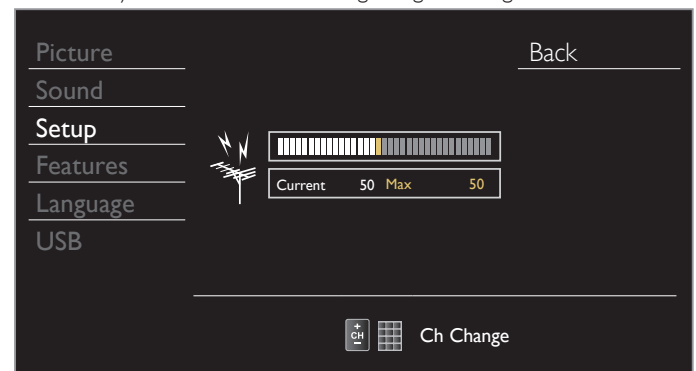 Picture
Back
Sound
Setup
Features
Current 50 Max 50
Language
USB
+
CH
−
Ch Change